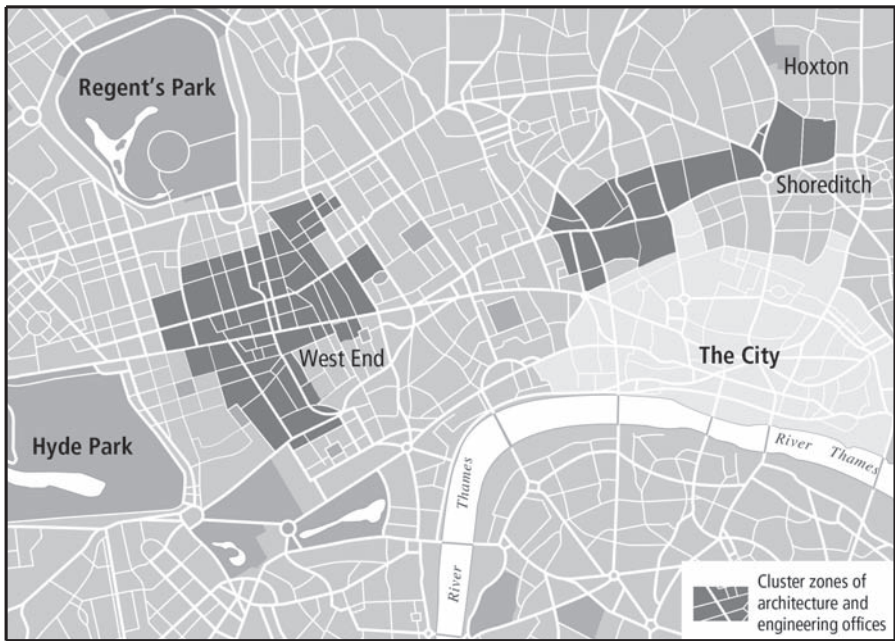 Regent's Park
Hoxton
Shoreditch
West End
The City
Hyde Park
River Thames
Thames
River
Cluster zones of
architecture and
engineering offices